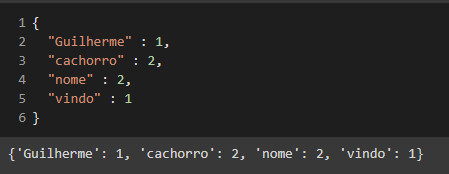 1 {
2 "Guilherme" : 1,
3 "cachorro" : 2,
4 "nome" : 2,
5 "vindo" : 1
6 }
{'Guilherme': 1, 'cachorro': 2, 'nome': 2, 'vindo': 1}